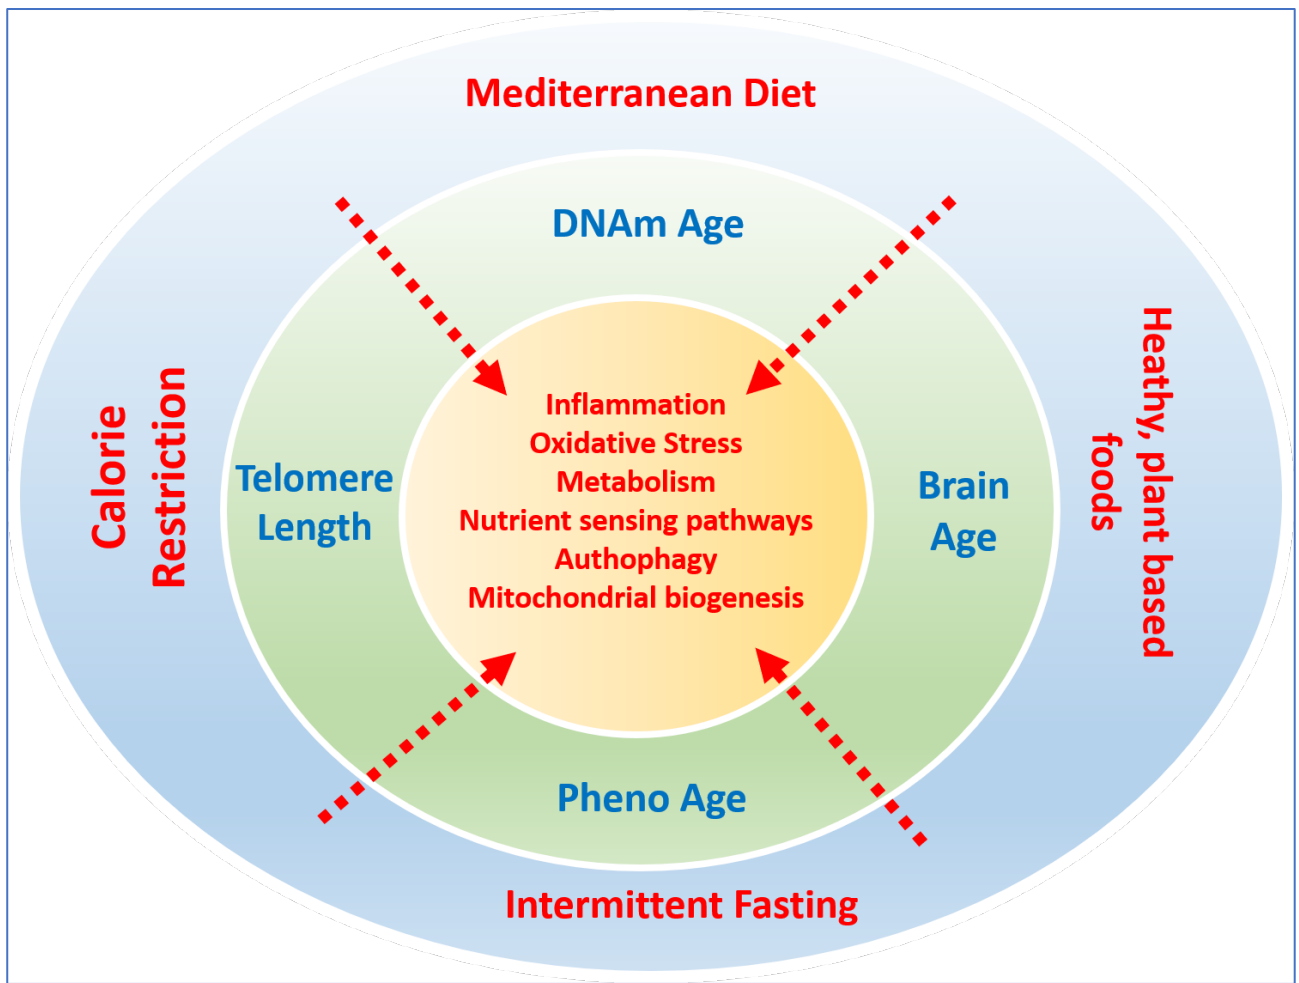 Mediterranean Diet
DNAm Age
Calorie
Restriction
Telomere
Length
Inflammation
Oxidative Stress
Metabolism
Nutrient sensing pathways
Authophagy
Mitochondrial biogenesis
Brain
Age
Heathy, plant based
foods
Pheno Age
Intermittent Fasting